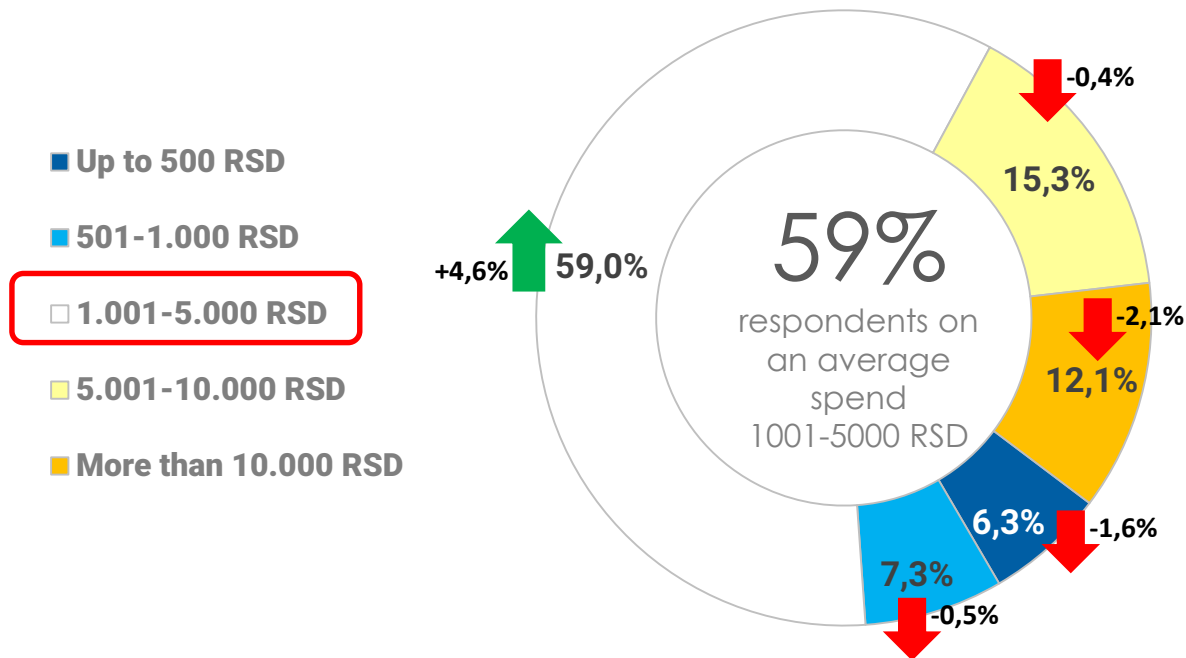 Up to 500 RSD
501-1.000 RSD
1.001-5.000 RSD
5.001-10.000 RSD
More than 10.000 RSD
+4,6%
59,0%
-0,4%
15,3%
59%
respondents on
an average
spend
1001-5000 RSD
-2,1%
12,1%
6,3%
-1,6%
7,3%
-0,5%